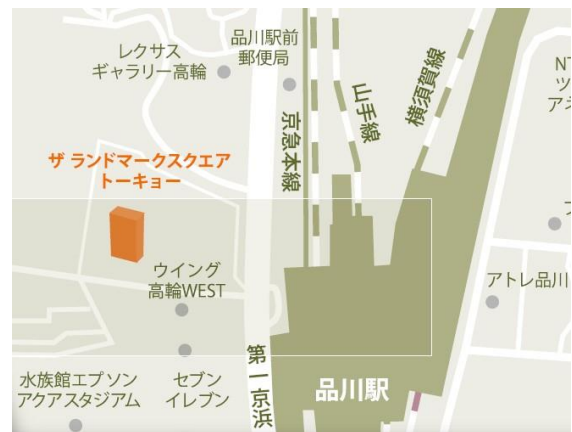 レクサス
ギャラリー高輪
品川駅前
郵便局
京急本線
山手線
横須賀線
NT
ツ
アネ
ザ ランドマークスクエア
トーキョー
ウイング
高輪WEST
アトレ品川
第一京浜
品川駅
水族館エプソン
アクアスタジアム
セブン
イレブン